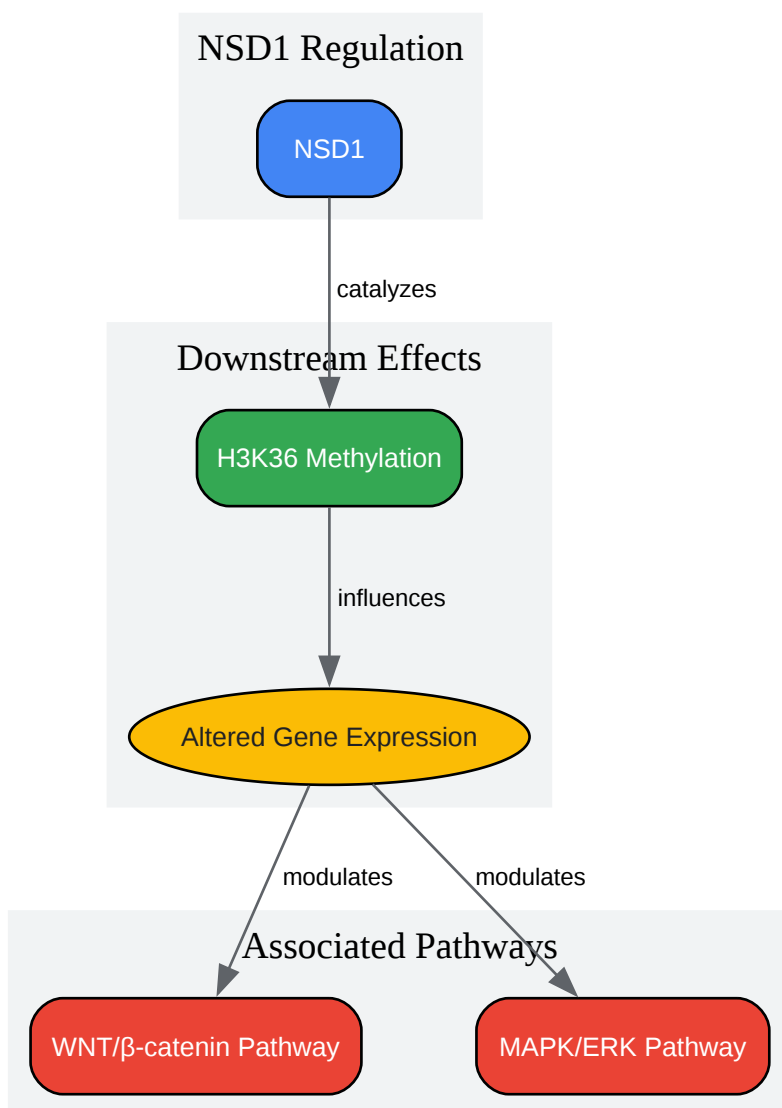 NSD1 Regulation
NSD1
catalyzes
Downstream Effects
H3K36 Methylation
influences
Altered Gene Expression
modulates
modulates
Associated Pathways
WNT/β-catenin Pathway
MAPK/ERK Pathway